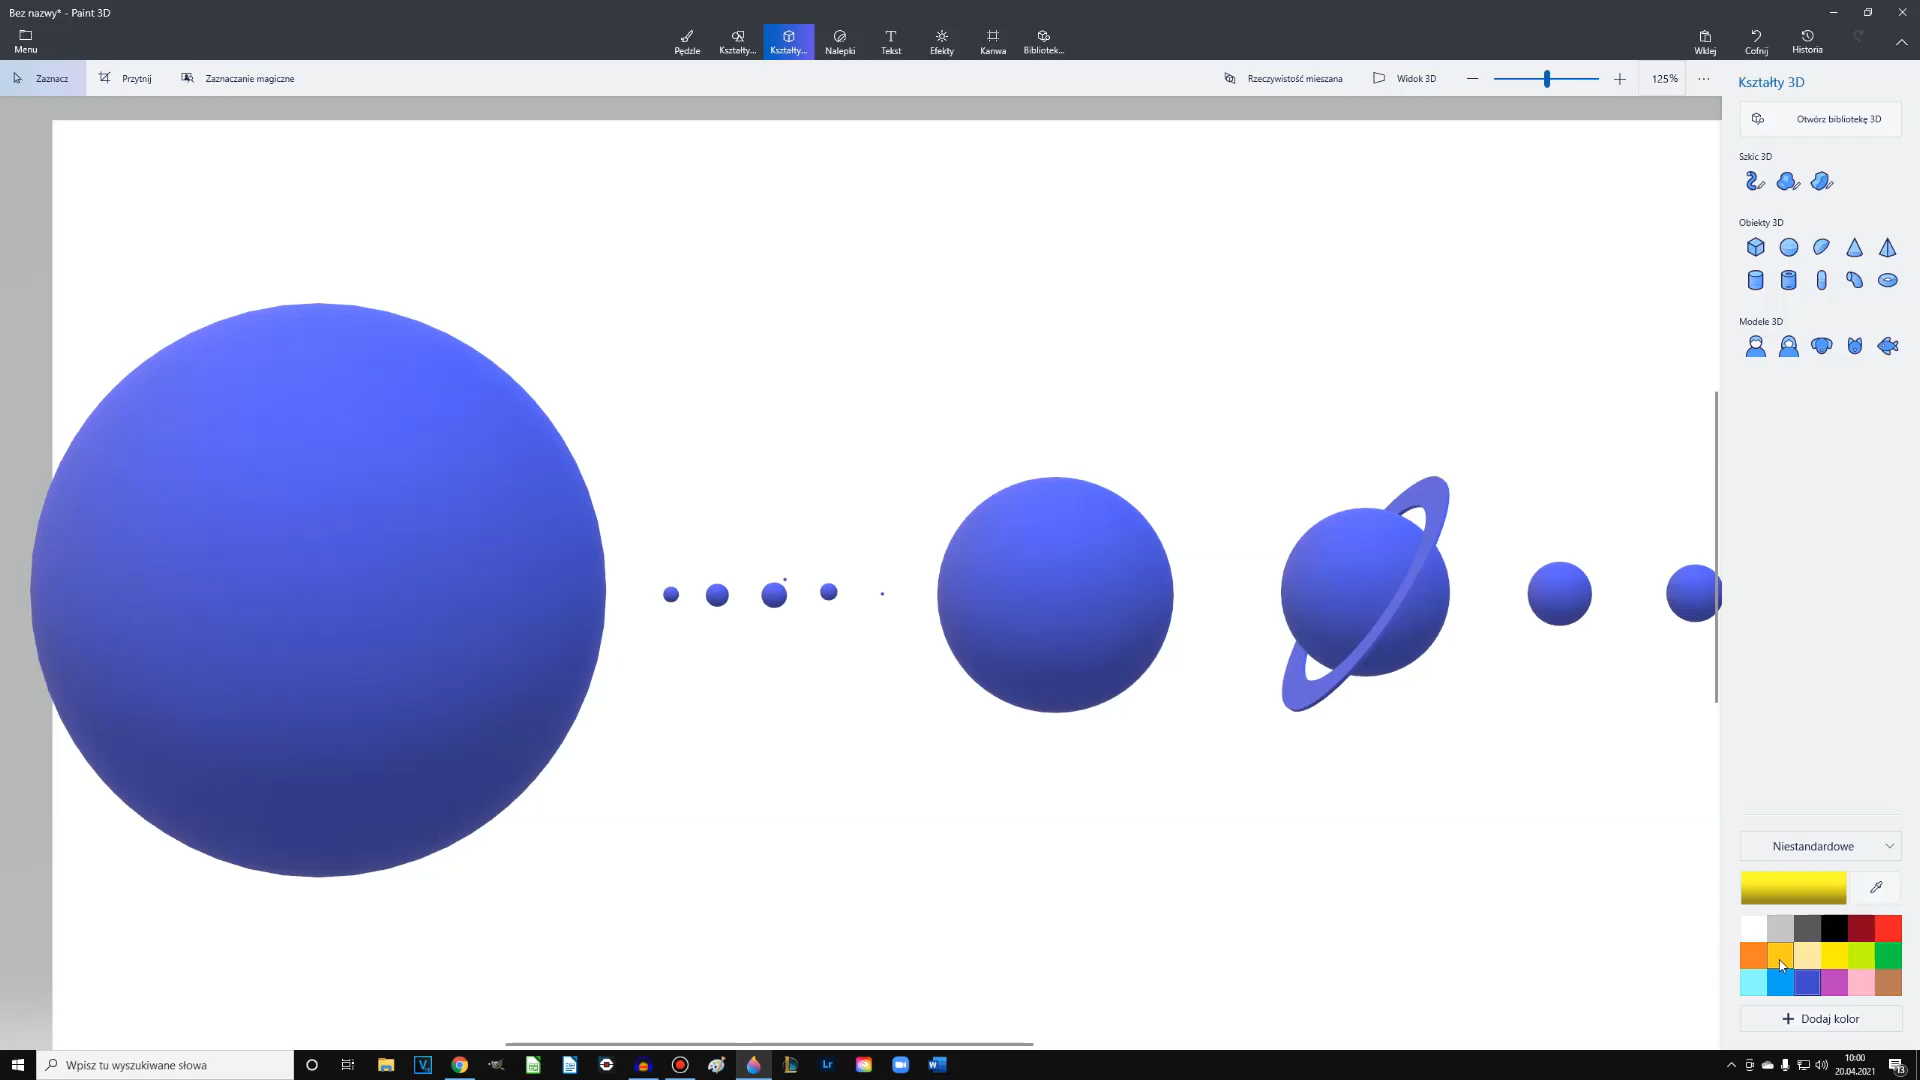 Bez nazwy* - Paint 3D
Menu
Pędzle
Kształty...
Kształty...
Nalepki
Tekst
Efekty
Kanwa
Bibliotek...
Wklej
Cofnij
Historia
Zaznacz
Przytnij
Zaznaczanie magiczne
Rzeczywistość mieszana
Widok 3D
125%
Kształty 3D
Otwórz bibliotekę 3D
Szkic 3D
Obiekty 3D
Modele 3D
Niestandardowe
Dodaj kolor
Wpisz tu wyszukiwane słowa
Lr
W
10:00
20.04.2021
13